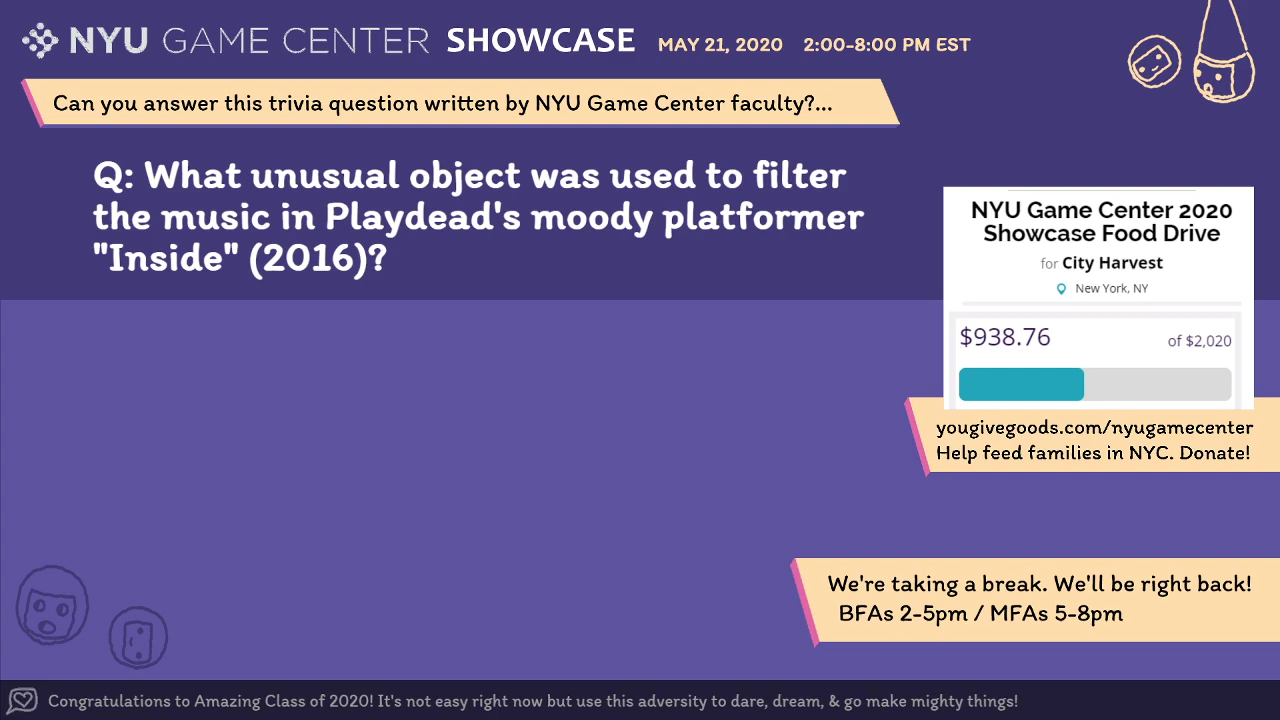 NYU GAME CENTER SHOWCASE MAY 21, 2020 2:00-8:00 PM EST
Can you answer this trivia question written by NYU Game Center faculty?...
Q: What unusual object was used to filter
the music in Playdead's moody platformer
"Inside" (2016)?
NYU Game Center 2020
Showcase Food Drive
for City Harvest
New York, NY
$938.76 of $2,020
yougivegoods.com/nyugamecenter
Help feed families in NYC. Donate!
We're taking a break. We'll be right back!
BFAs 2-5pm / MFAs 5-8pm
Congratulations to Amazing Class of 2020! It's not easy right now but use this adversity to dare, dream, & go make mighty things!